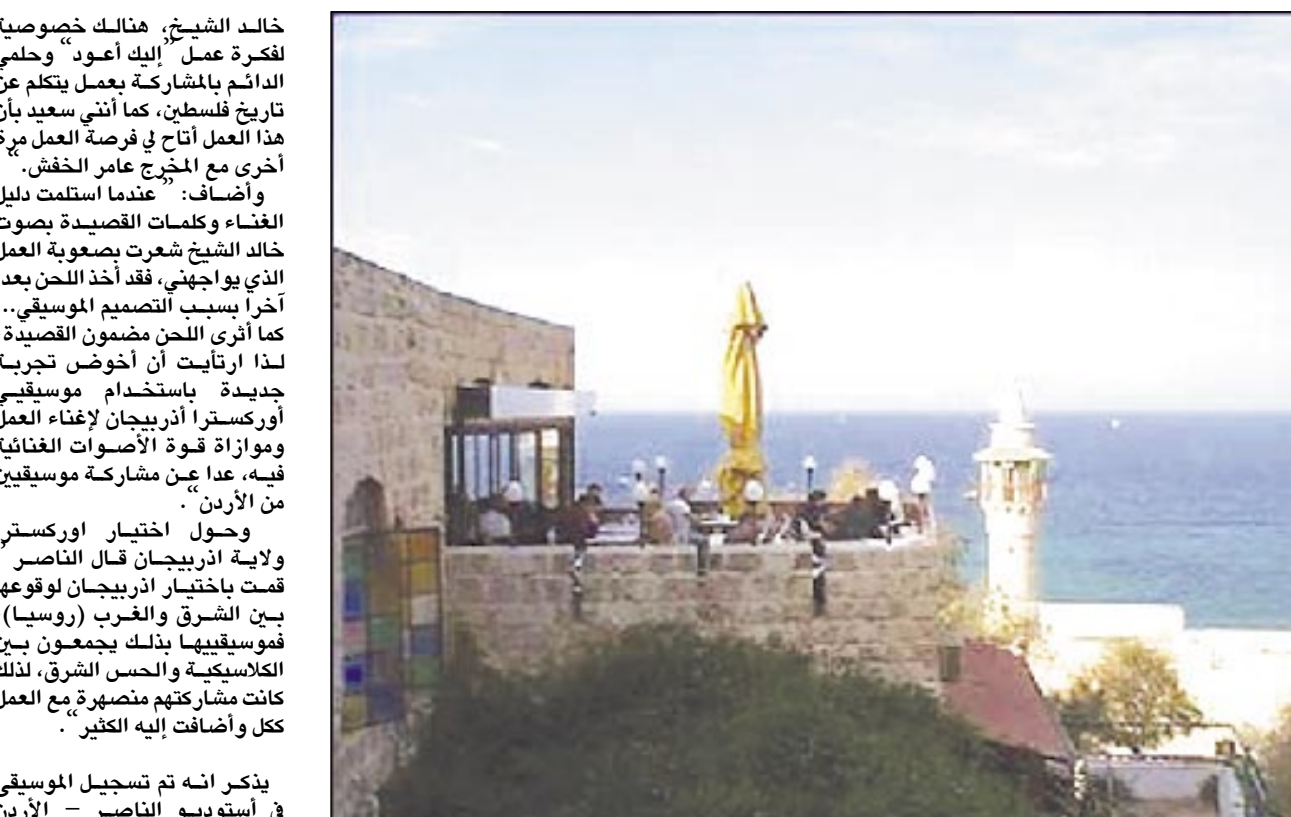 خالد الشيخ، هنالك خصوصية
لفكرة عمل "إليك أعود" وحلمي
الدائم بالمشاركة بعمل يتكلم عن
تاريخ فلسطين، كما أنني سعيد بأن
هذا العمل أتاح لي فرصة العمل مرة
أخرى مع المخرج عامر الخفش."
وأضاف: "عندما استلمت دليل
الغناء وكلمات القصيدة بصوت
خالد الشيخ شعرت بصعوبة العمل
الذي يواجهني، فقد أخذ اللحن بعد
آخرا بسبب التصميم الموسيقي..
كما أثرى اللحن مضمون القصيدة
لذا ارتأيت أن أخوض تجربة
جديدة باستخدام موسيقيي
أوركسترا أذربيجان لإغناء العمل
وموازاة قوة الأصوات الغنائية
فيه، عدا عن مشاركة موسيقيين
من الأردن".
وحول اختيار اوركستر
ولاية اذربيجان قال الناصر "
قمت باختيار اذربيجان لوقوعها
بين الشرق والغرب (روسيا)
فموسيقييها بذلك يجمعون بين
الكلاسيكية والحس الشرق، لذلك
كانت مشاركتهم منصهرة مع العمل
ككل وأضافت إليه الكثير".
يذكر انه تم تسجيل الموسيقى
في أستوديو الناصر – الأردن